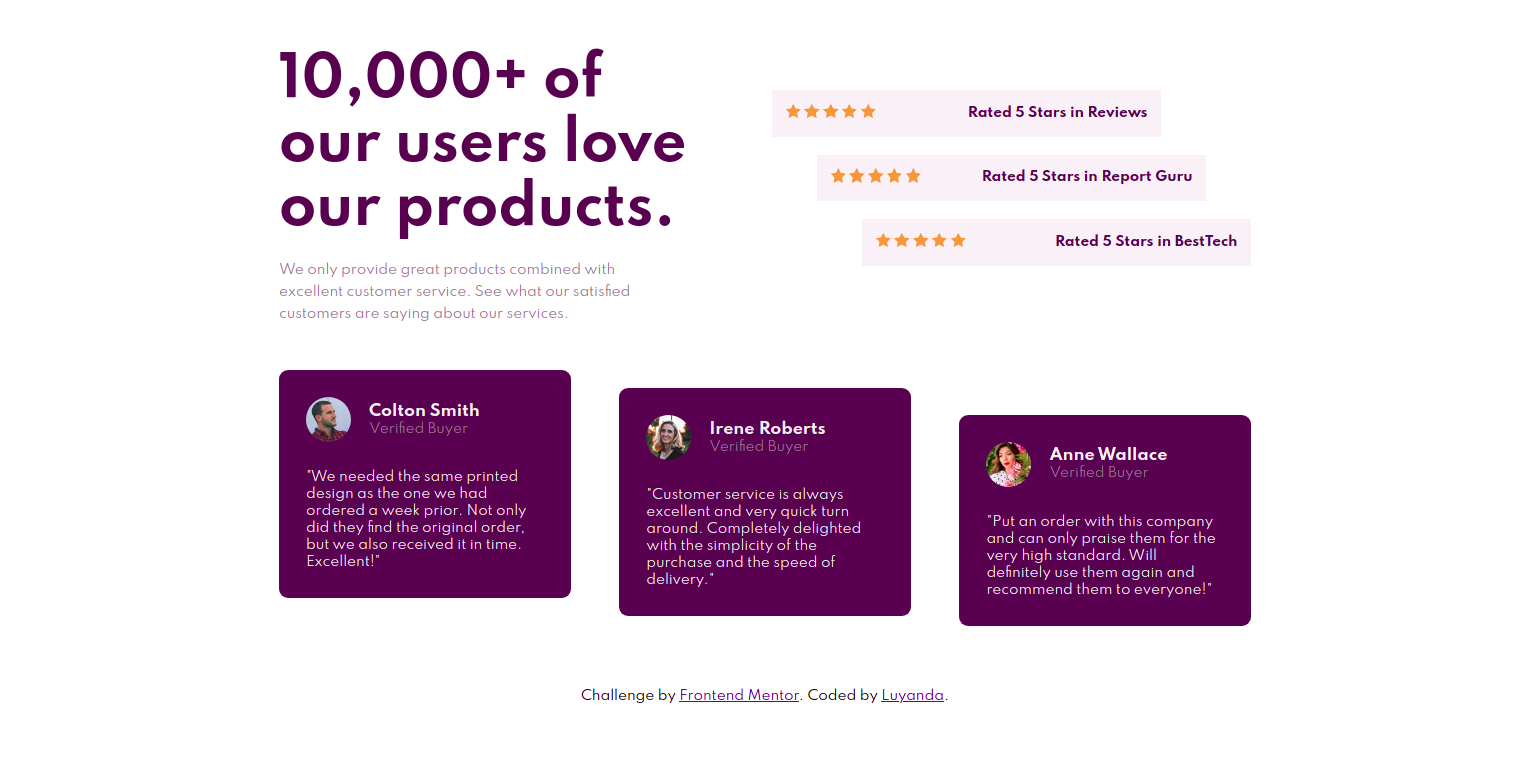 10,000+ of
our users love
our products.
We only provide great products combined with
excellent customer service. See what our satisfied
customers are saying about our services.
Rated 5 Stars in Reviews
Rated 5 Stars in Report Guru
Rated 5 Stars in BestTech
Colton Smith
Verified Buyer
"We needed the same printed
design as the one we had
ordered a week prior. Not only
did they find the original order,
but we also received it in time.
Excellent!"
Irene Roberts
Verified Buyer
"Customer service is always
excellent and very quick turn
around. Completely delighted
with the simplicity of the
purchase and the speed of
delivery."
Anne Wallace
Verified Buyer
"Put an order with this company
and can only praise them for the
very high standard. Will
definitely use them again and
recommend them to everyone!"
Challenge by Frontend Mentor. Coded by Luyanda.